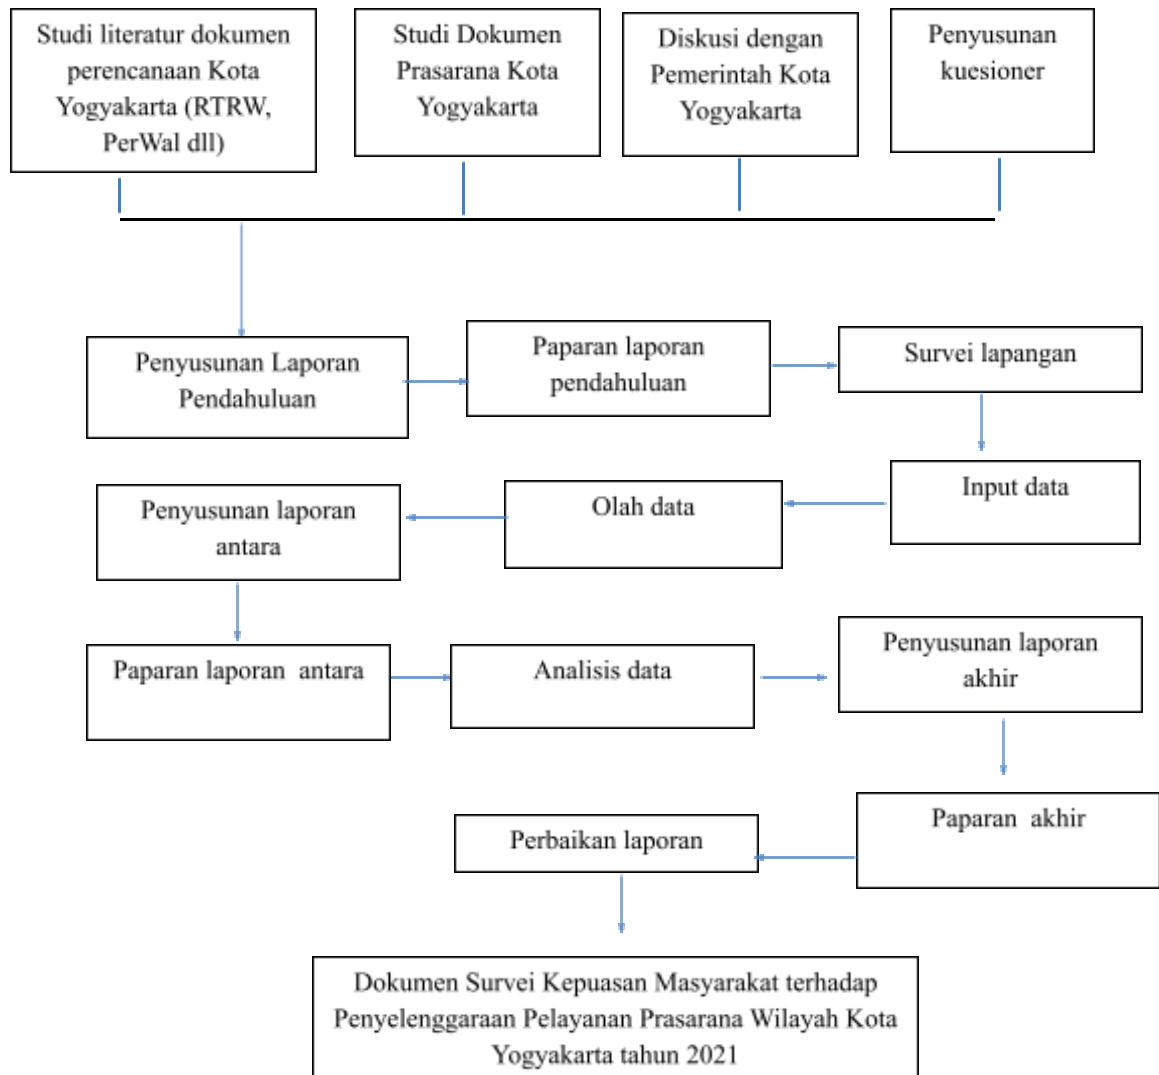 Studi literatur dokumen
perencanaan Kota
Yogyakarta (RTRW,
PerWal dll)
Studi Dokumen
Prasarana Kota
Yogyakarta
Diskusi dengan
Pemerintah Kota
Yogyakarta
Penyusunan
kuesioner
Penyusunan Laporan
Pendahuluan
Paparan laporan
pendahuluan
Survei lapangan
Input data
Olah data
Penyusunan laporan
antara
Paparan laporan  antara
Analisis data
Penyusunan laporan
akhir
Paparan  akhir
Perbaikan laporan
Dokumen Survei Kepuasan Masyarakat terhadap
Penyelenggaraan Pelayanan Prasarana Wilayah Kota
Yogyakarta tahun 2021